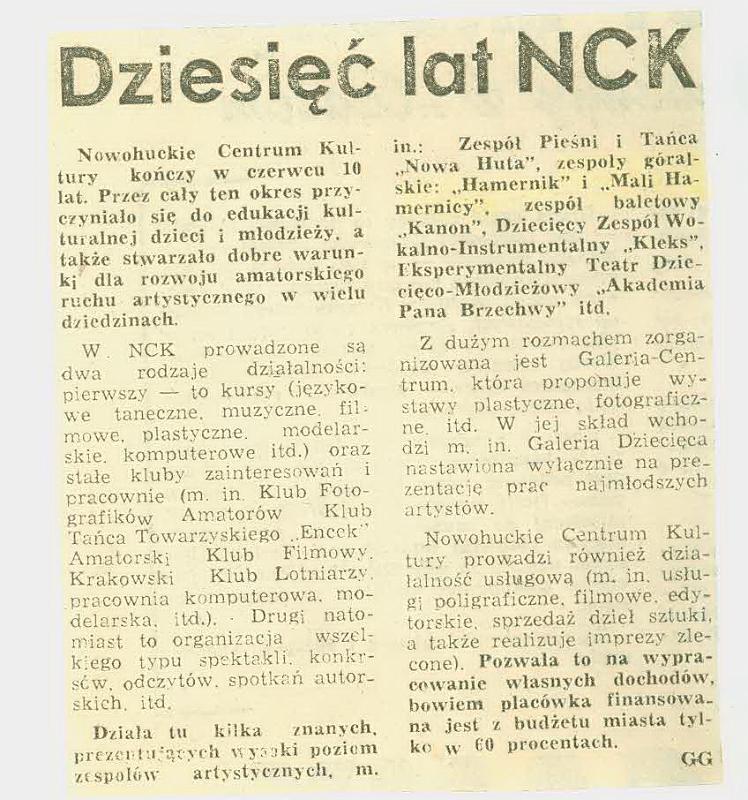 Dziesięć lat NCK
Nowohuckie Centrum Kul-
tury kończy w czerwcu 10
lat. Przez cały ten okres przy-
czyniało się do edukacji kul-
turalnej dzieci i młodzieży, a
także stwarzało dobre warun-
ki dla rozwoju amatorskiego
ruchu artystycznego w wielu
dziedzinach.
W NCK prowadzone są
dwa rodzaje działalności:
pierwszy — to kursy (języko-
we taneczne, muzyczne, fil-
mowe, plastyczne, modelar-
skie, komputerowe itd.) oraz
stałe kluby zainteresowań i
pracownie (m. in. Klub Foto-
grafików Amatorów Klub
Tańca Towarzyskiego „Encek”
Amatorski Klub Filmowy,
Krakowski Klub Lotniarzy,
pracownia komputerowa, mo-
delarska, itd.). Drugi nato-
miast to organizacja wszel-
kiego typu spektakli, konkr-
sów, odczytów, spotkań autor-
skich, itd.
Działa tu kilka znanych,
prezentujących wysoki poziom
zespołów artystycznych, m.
in.: Zespół Pieśni i Tańca
„Nowa Huta”, zespoły góral-
skie: „Hamernik” i „Mali Ha-
mernicy”, zespół baletowy
„Kanon”, Dziecięcy Zespół Wo-
kalno-Instrumentalny „Kleks”,
Eksperymentalny Teatr Dzie-
cięco-Młodzieżowy „Akademia
Pana Brzechwy” itd.
Z dużym rozmachem zorga-
nizowana jest Galeria-Cen-
trum, która proponuje wy-
stawy plastyczne, fotograficz-
ne, itd. W jej skład wcho-
dzi m. in. Galeria Dziecięca
nastawiona wyłącznie na pre-
zentację prac najmłodszych
artystów.
Nowohuckie Centrum Kul-
tury prowadzi również dzia-
łalność usługową (m. in. usłu-
gi poligraficzne, filmowe, edy-
torskie, sprzedaż dzieł sztuki,
a także realizuje imprezy zle-
cone). Pozwala to na wypra-
cowanie własnych dochodów,
bowiem placówka finansowa-
na jest z budżetu miasta tyl-
ko w 60 procentach.
GG